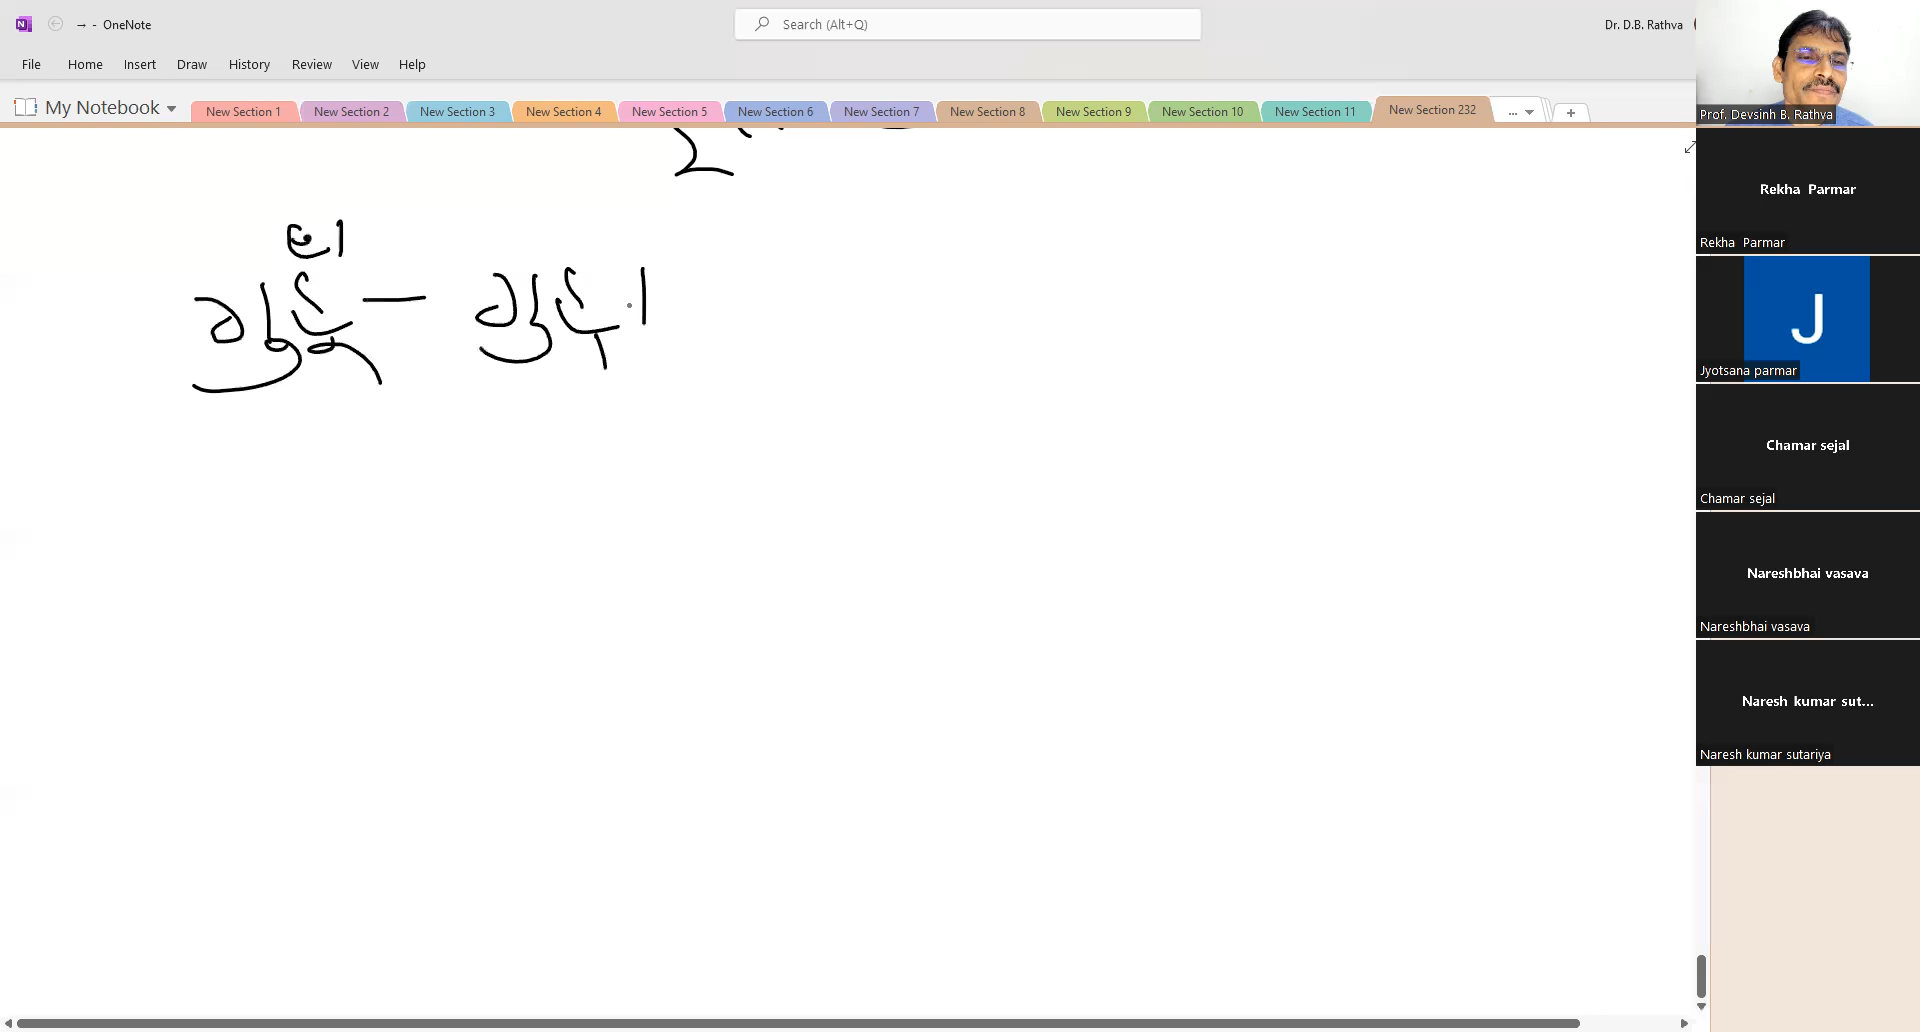 → - OneNote
Search (Alt+Q)
Dr. D.B. Rathva
File Home Insert Draw History Review View Help
My Notebook
New Section 1 New Section 2 New Section 3 New Section 4 New Section 5 New Section 6 New Section 7 New Section 8 New Section 9 New Section 10 New Section 11 New Section 232 ...
Prof. Devsinh B. Rathva
Rekha Parmar
Rekha Parmar
J
Jyotsana parmar
Chamar sejal
Chamar sejal
Nareshbhai vasava
Nareshbhai vasava
Naresh kumar sut...
Naresh kumar sutariya